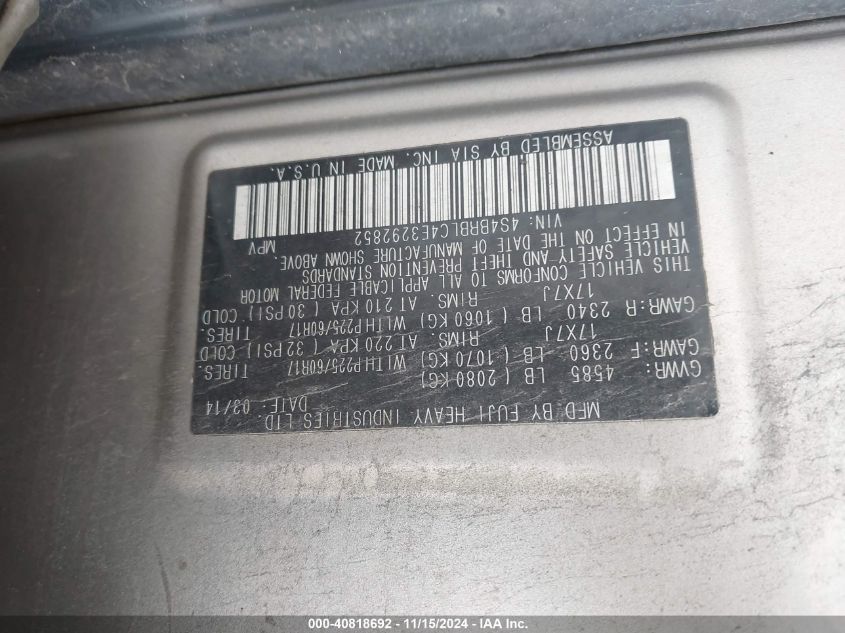 MFD.BY FUJI HEAVY INDUSTRIES LTD.
DATE: 03/14
GVWR: 4585 LB ( 2080 KG)
GAWR:F 2360 LB ( 1070 KG) WITH P225/60R17 TIRES.
17X7J RIMS. AT 220 KPA ( 32 PSI) COLD
GAWR:R 2340 LB ( 1060 KG) WITH P225/60R17 TIRES.
17X7J RIMS. AT 210 KPA ( 30 PSI) COLD
THIS VEHICLE CONFORMS TO ALL APPLICABLE FEDERAL MOTOR
VEHICLE SAFETY AND THEFT PREVENTION STANDARDS
IN EFFECT ON THE DATE OF MANUFACTURE SHOWN ABOVE.
VIN: 4S4BRBLC4E3292852 MPV
ASSEMBLED BY SIA INC. MADE IN U.S.A.
000-40818692 - 11/15/2024 - IAA Inc.